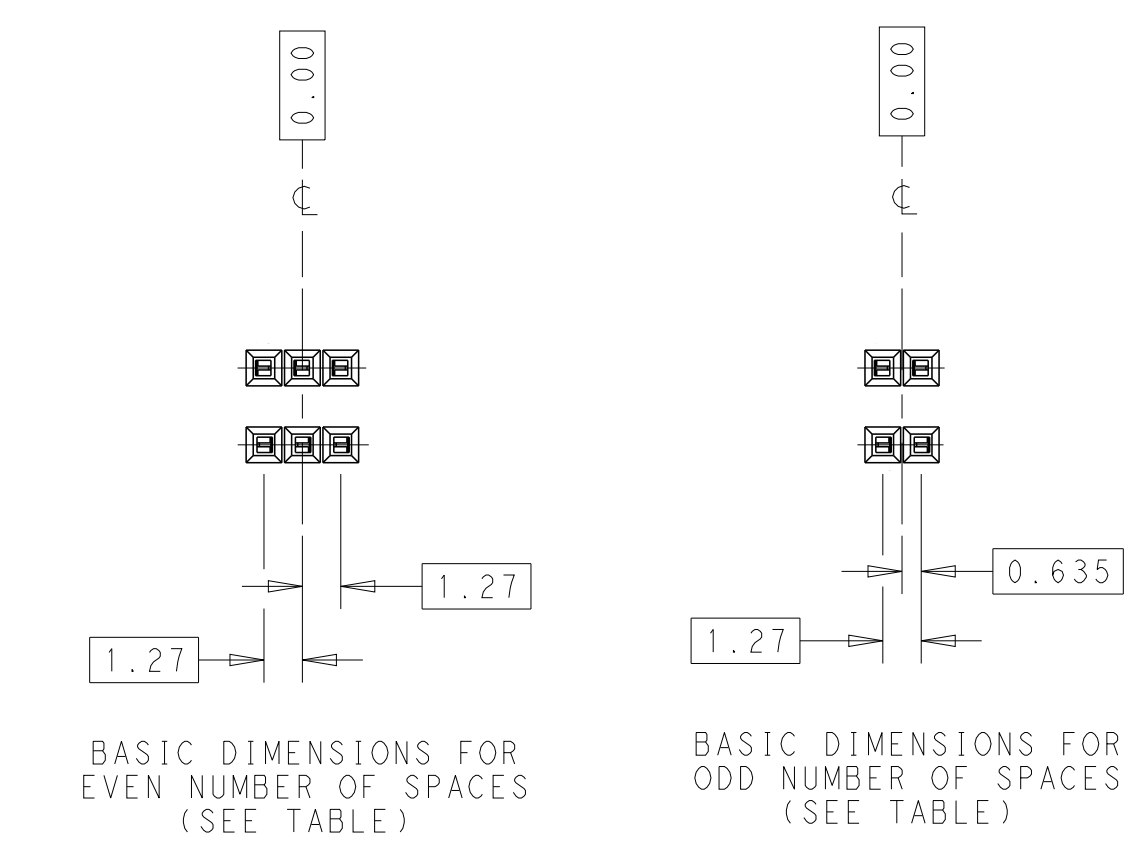 0.00
0.00
℄
℄
1.27
0.635
1.27
1.27
BASIC DIMENSIONS FOR
EVEN NUMBER OF SPACES
(SEE TABLE)
BASIC DIMENSIONS FOR
ODD NUMBER OF SPACES
(SEE TABLE)